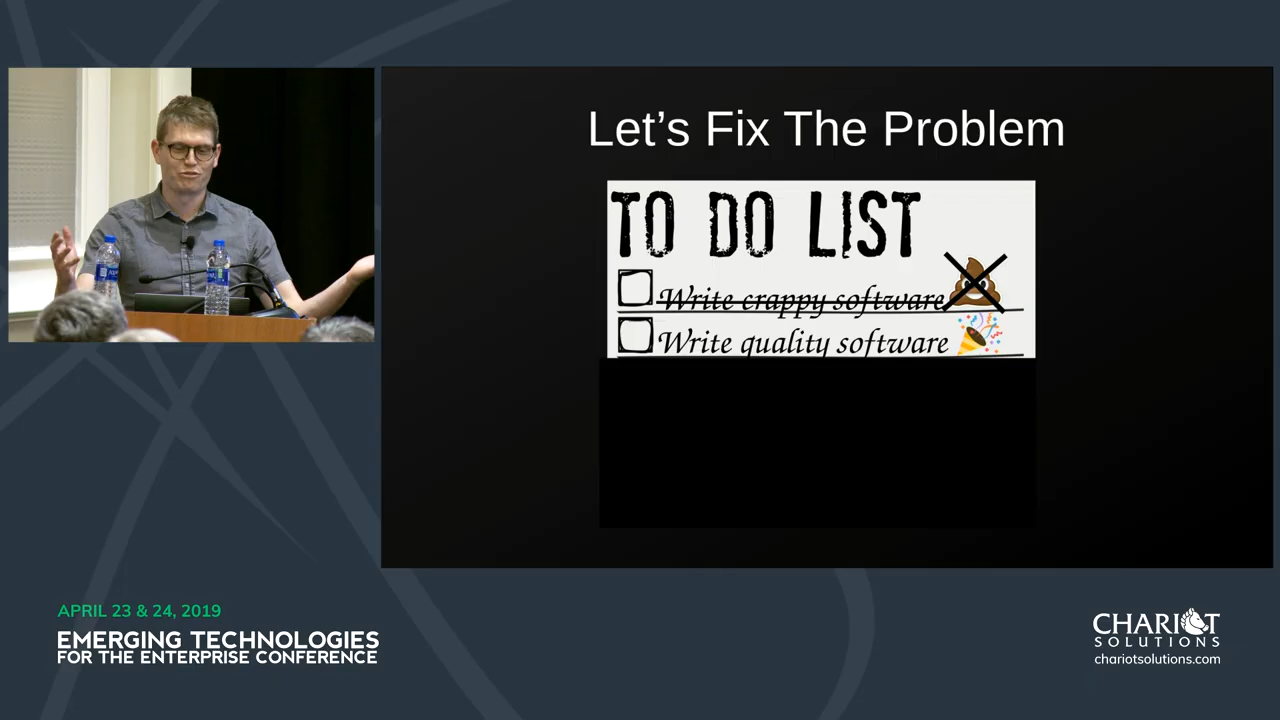 Let's Fix The Problem
TO DO LIST
Write crappy software
Write quality software
APRIL 23 & 24, 2019
EMERGING TECHNOLOGIES
FOR THE ENTERPRISE CONFERENCE
CHARIOT
SOLUTIONS
chariotsolutions.com